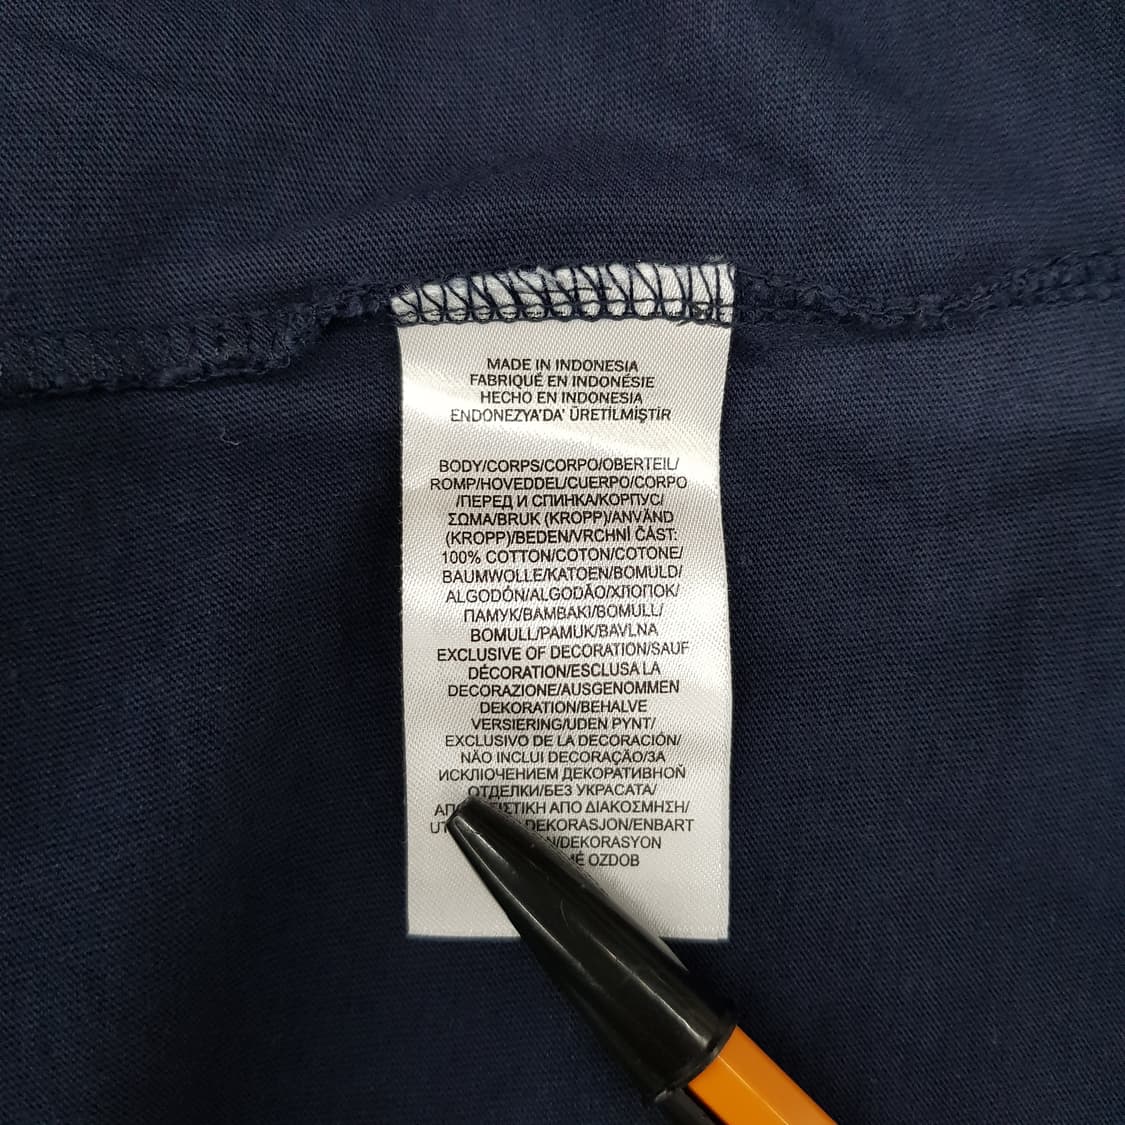 MADE IN INDONESIA
FABRIQUÉ EN INDONÉSIE
HECHO EN INDONESIA
ENDONEZYA'DA' ÜRETİLMİŞTİR
BODY/CORPS/CORPO/OBERTEIL/
ROMP/HOVEDDEL/CUERPO/CORPO
/ПЕРЕД И СПИНКА/КОРПУС/
ΣΩΜΑ/BRUK (KROPP)/ANVÄND
(KROPP)/BEDEN/VRCHNÍ ČÁST:
100% COTTON/COTON/COTONE/
BAUMWOLLE/KATOEN/BOMULD/
ALGODÓN/ALGODÃO/ХЛОПОК/
ПАМУК/ΒΑΜΒΑΚΙ/BOMULL/
BOMULL/PAMUK/BAVLNA
EXCLUSIVE OF DECORATION/SAUF
DÉCORATION/ESCLUSA LA
DECORAZIONE/AUSGENOMMEN
DEKORATION/BEHALVE
VERSIERING/UDEN PYNT/
EXCLUSIVO DE LA DECORACIÓN/
NÃO INCLUI DECORAÇÃO/ЗА
ИСКЛЮЧЕНИЕМ ДЕКОРАТИВНОЙ
ОТДЕЛКИ/БЕЗ УКРАСАТА/
ΑΠΟ ΔΙΑΚΟΣΜΗΣΗ/
DEKORASJON/ENBART
/DEKORASYON
OZDOB